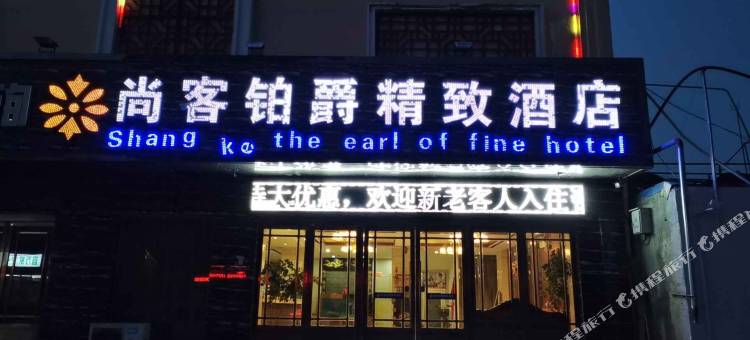 尚客铂爵精致酒店
Shang ke the earl of fine hotel
大优惠，欢迎新老客人入住
携程旅行
携程旅行